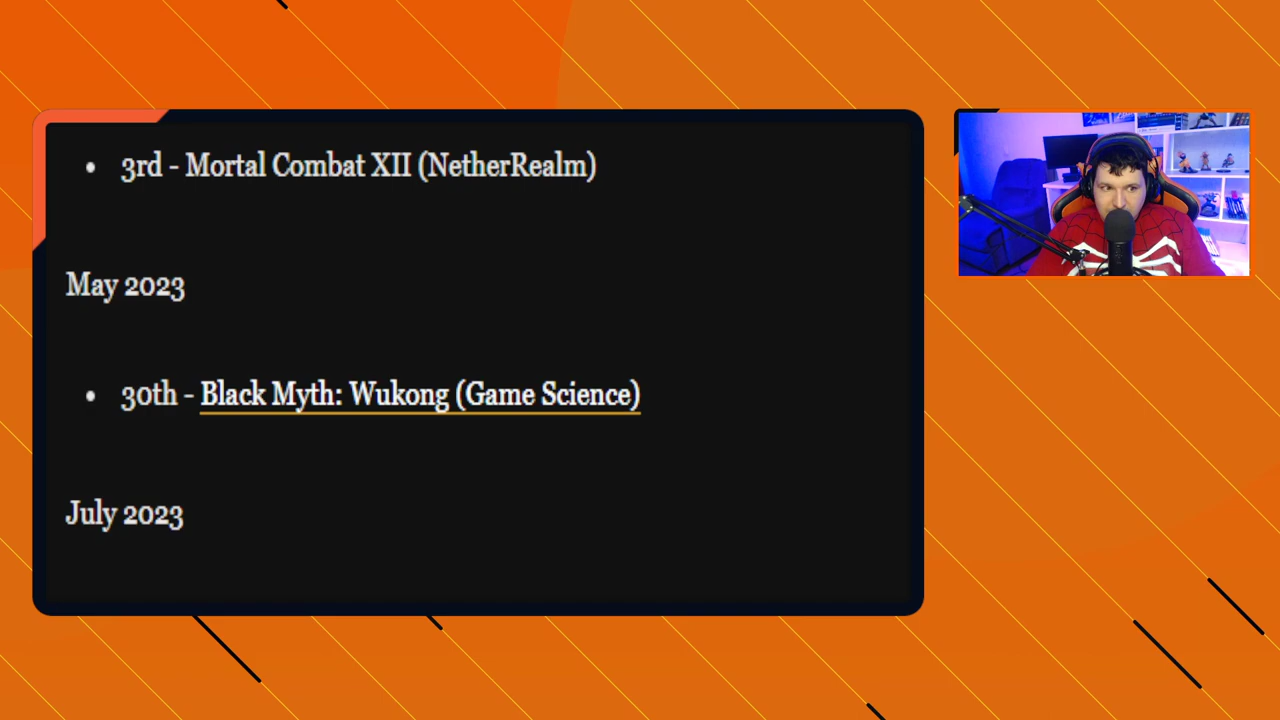 • 3rd - Mortal Combat XII (NetherRealm)
May 2023
• 30th - Black Myth: Wukong (Game Science)
July 2023